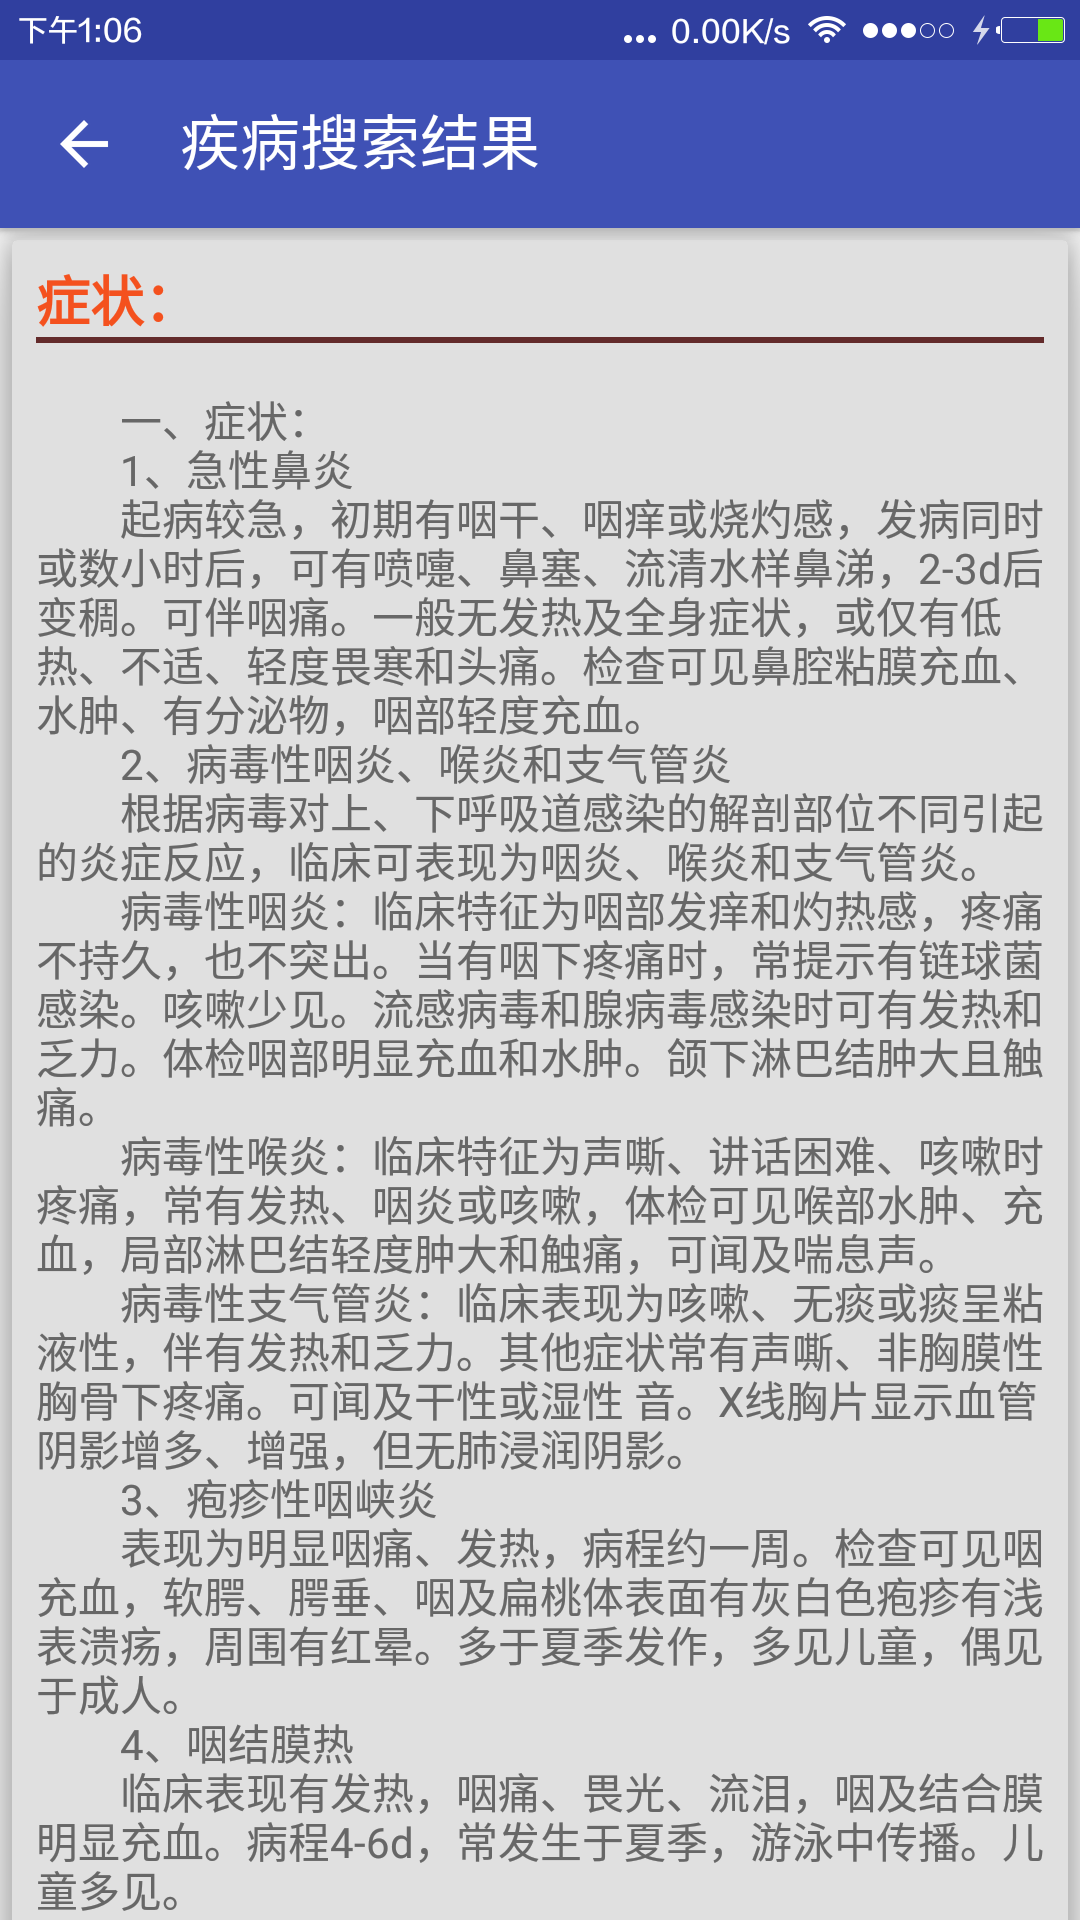 下午1:06
... 0.00K/s
疾病搜索结果
症状：
一、症状：
1、急性鼻炎
起病较急，初期有咽干、咽痒或烧灼感，发病同时
或数小时后，可有喷嚏、鼻塞、流清水样鼻涕，2-3d后
变稠。可伴咽痛。一般无发热及全身症状，或仅有低
热、不适、轻度畏寒和头痛。检查可见鼻腔粘膜充血、
水肿、有分泌物，咽部轻度充血。
2、病毒性咽炎、喉炎和支气管炎
根据病毒对上、下呼吸道感染的解剖部位不同引起
的炎症反应，临床可表现为咽炎、喉炎和支气管炎。
病毒性咽炎：临床特征为咽部发痒和灼热感，疼痛
不持久，也不突出。当有咽下疼痛时，常提示有链球菌
感染。咳嗽少见。流感病毒和腺病毒感染时可有发热和
乏力。体检咽部明显充血和水肿。颌下淋巴结肿大且触
痛。
病毒性喉炎：临床特征为声嘶、讲话困难、咳嗽时
疼痛，常有发热、咽炎或咳嗽，体检可见喉部水肿、充
血，局部淋巴结轻度肿大和触痛，可闻及喘息声。
病毒性支气管炎：临床表现为咳嗽、无痰或痰呈粘
液性，伴有发热和乏力。其他症状常有声嘶、非胸膜性
胸骨下疼痛。可闻及干性或湿性 音。X线胸片显示血管
阴影增多、增强，但无肺浸润阴影。
3、疱疹性咽峡炎
表现为明显咽痛、发热，病程约一周。检查可见咽
充血，软腭、腭垂、咽及扁桃体表面有灰白色疱疹有浅
表溃疡，周围有红晕。多于夏季发作，多见儿童，偶见
于成人。
4、咽结膜热
临床表现有发热，咽痛、畏光、流泪，咽及结合膜
明显充血。病程4-6d，常发生于夏季，游泳中传播。儿
童多见。